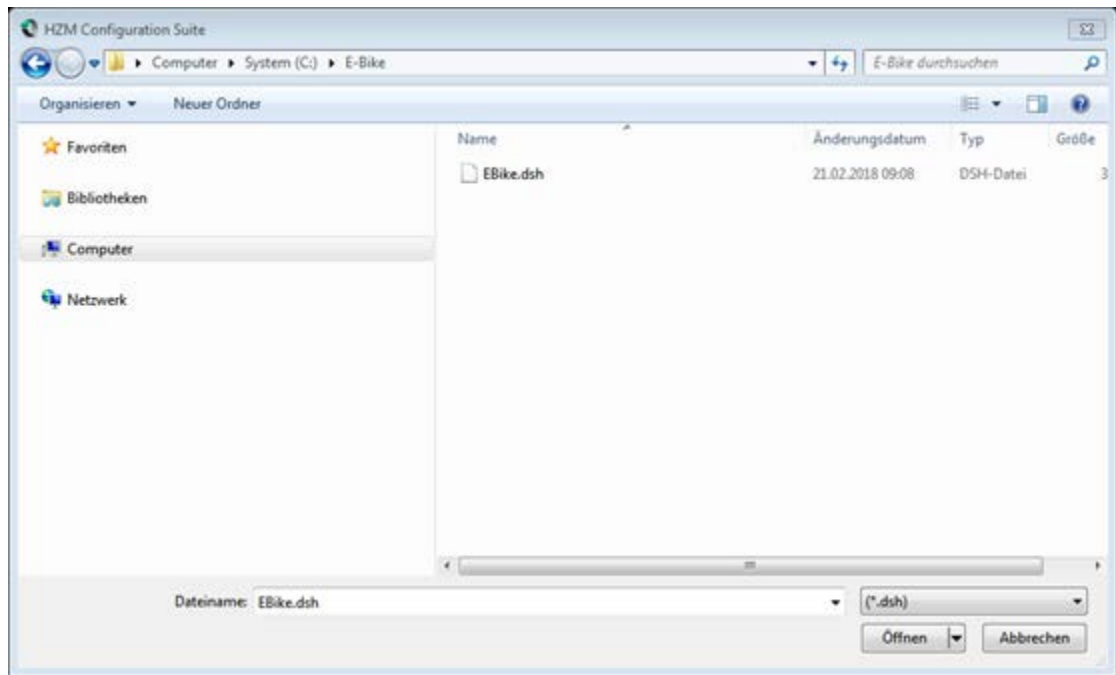 HZM Configuration Suite
Computer System (C:) E-Bike E-Bike durchsuchen
Organisieren Neuer Ordner
Name Änderungsdatum Typ Größe
Favoriten
EBike.dsh 21.02.2018 09:08 DSH-Datei 3
Bibliotheken
Computer
Netzwerk
Dateiname: EBike.dsh (*.dsh)
Öffnen Abbrechen